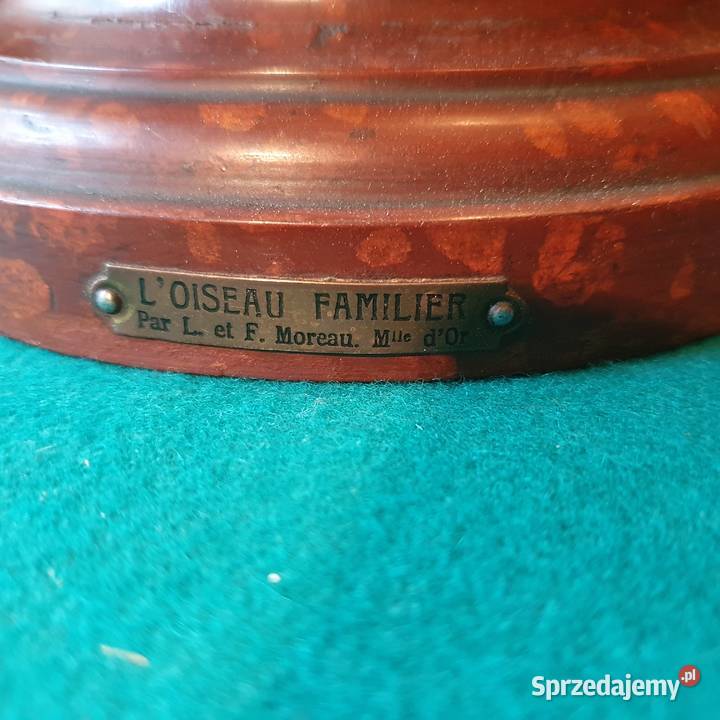 L'OISEAU FAMILIER
Par L. et F. Moreau. Mlle d'Or
Sprzedajemy.pl